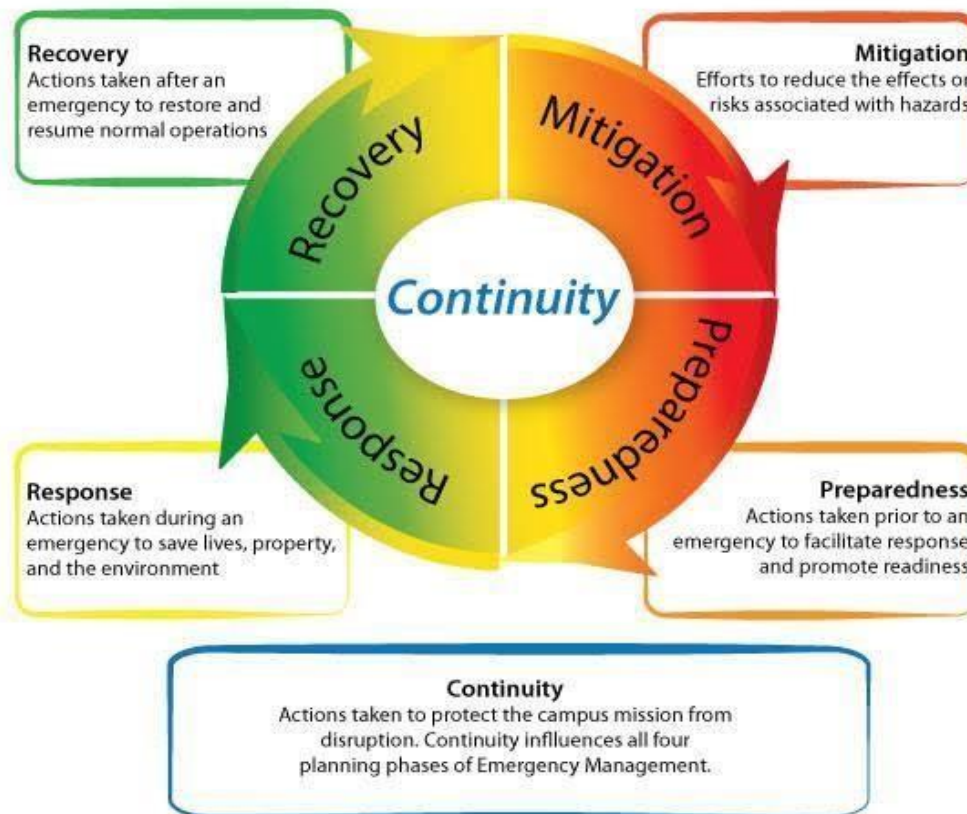 Recovery
Actions taken after an
emergency to restore and
resume normal operations
Mitigation
Efforts to reduce the effects or
risks associated with hazards
Recovery
Mitigation
Continuity
Response
Preparedness
Response
Actions taken during an
emergency to save lives, property,
and the environment
Preparedness
Actions taken prior to an
emergency to facilitate response
and promote readiness
Continuity
Actions taken to protect the campus mission from
disruption. Continuity inflluences all four
planning phases of Emergency Management.